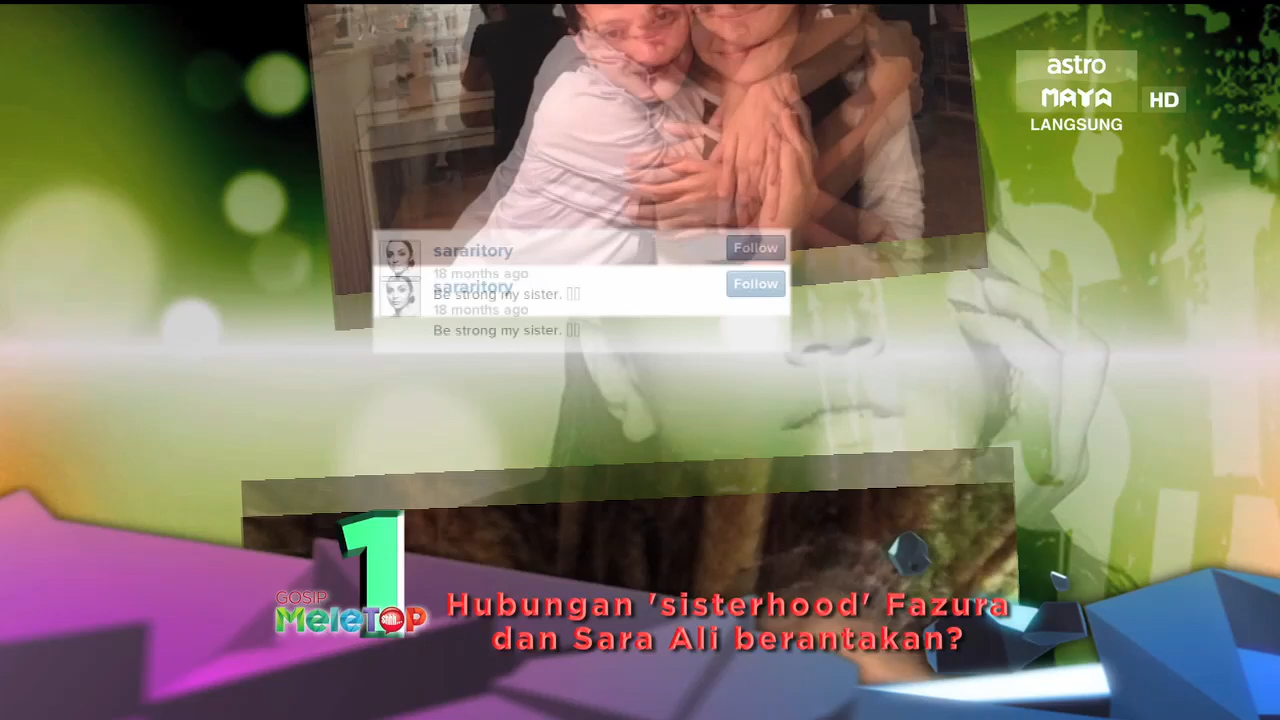 astro
MAYA HD
LANGSUNG
sararitory Follow
18 months ago
sararitory Follow
Be strong my sister.
18 months ago
Be strong my sister.
1
GOSIP
MeleTOP
Hubungan 'sisterhood' Fazura
dan Sara Ali berantakan?